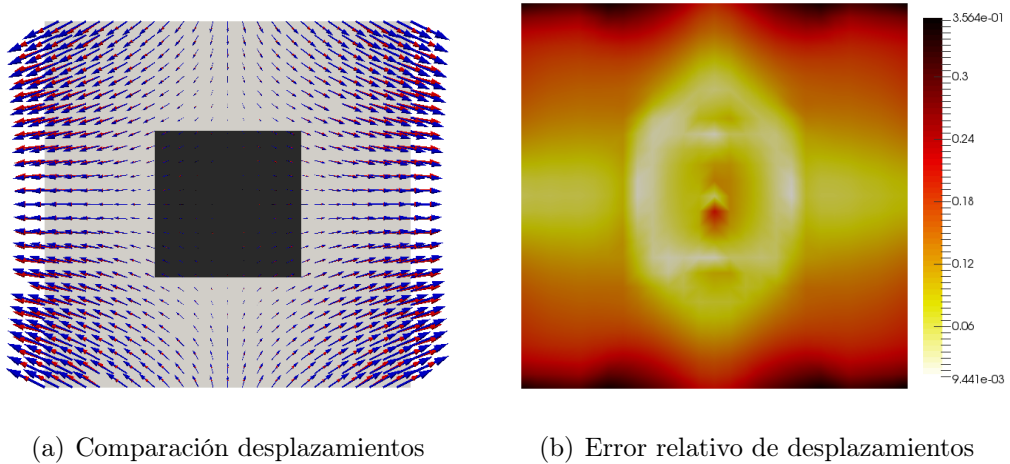 3.564e-01
0.3
0.24
0.18
0.12
0.06
9.441e-03
(a) Comparación desplazamientos
(b) Error relativo de desplazamientos